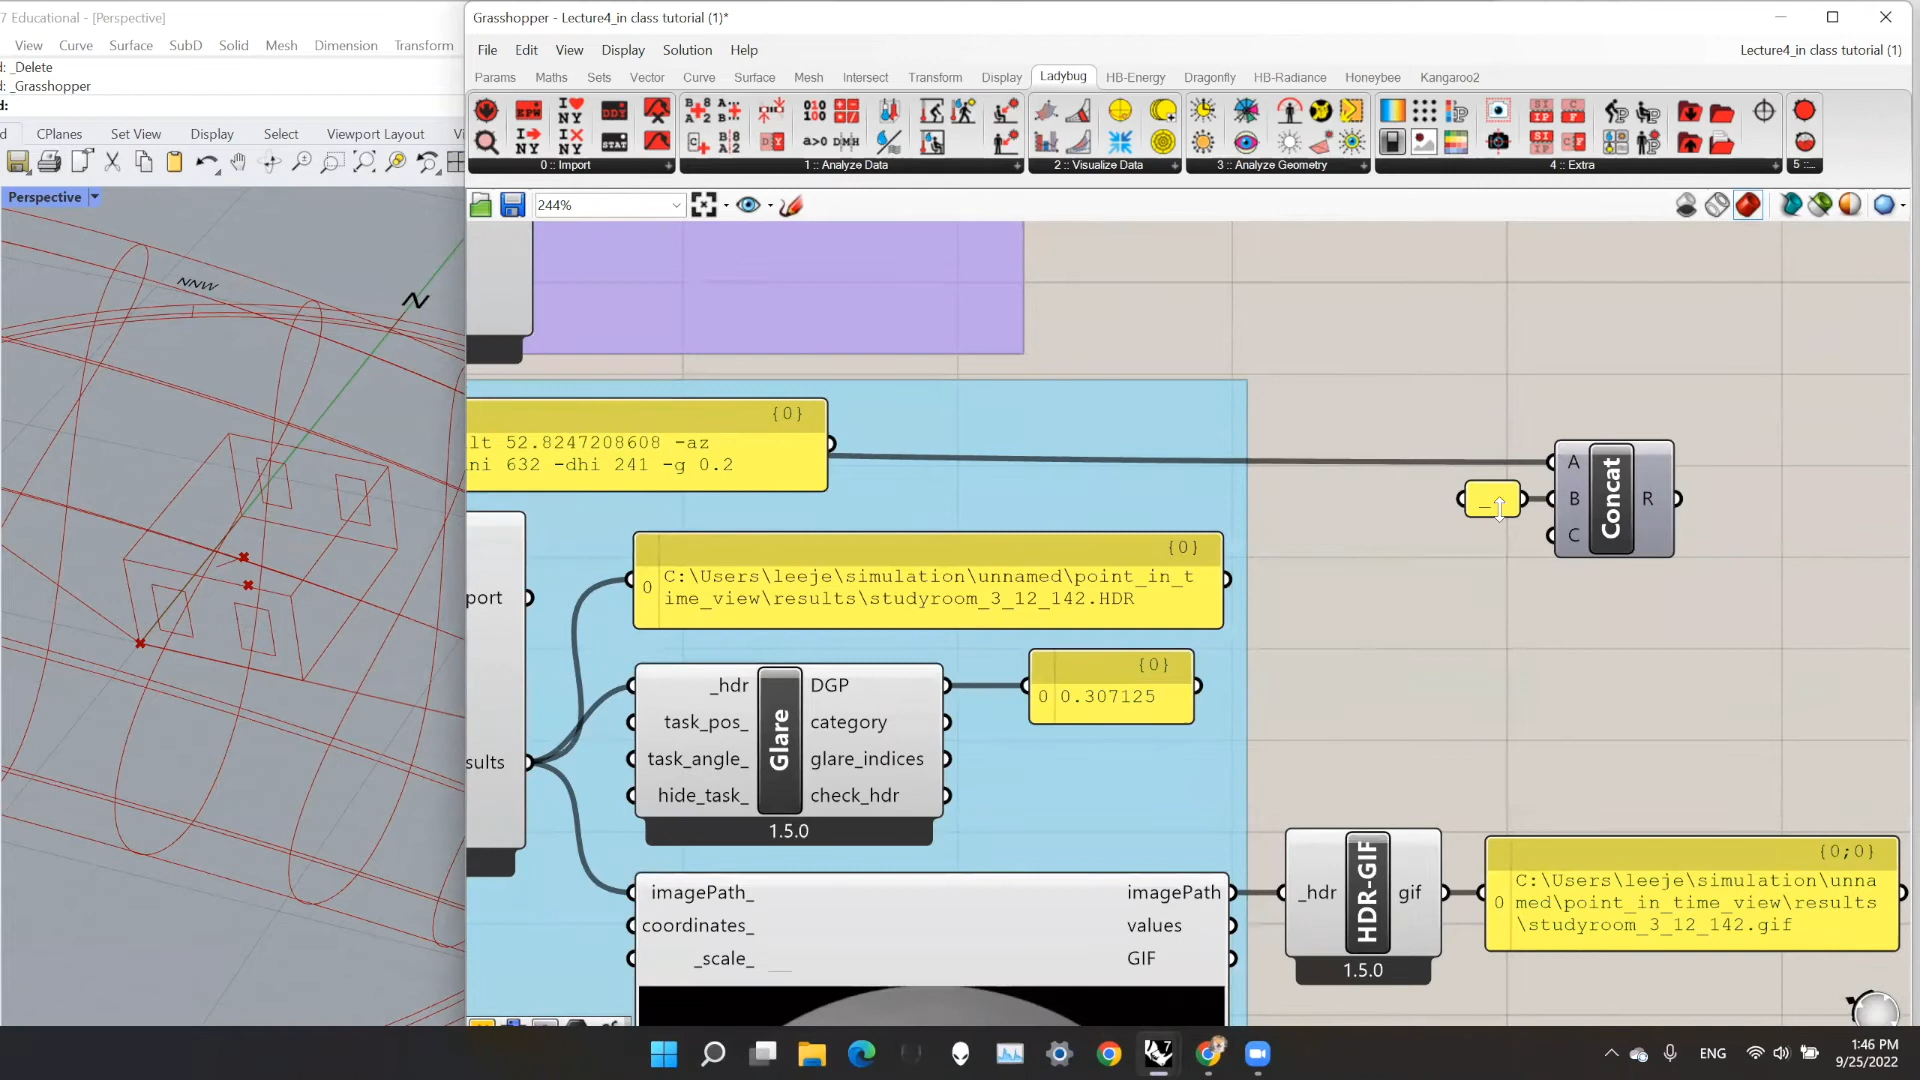 7 Educational - [Perspective]
View Curve Surface SubD Solid Mesh Dimension Transform
d: _Delete
d: _Grasshopper
d:
CPlanes Set View Display Select Viewport Layout
Perspective
NNW
N
Grasshopper - Lecture4_in class tutorial (1)*
File Edit View Display Solution Help
Lecture4_in class tutorial (1)
Params Maths Sets Vector Curve Surface Mesh Intersect Transform Display Ladybug HB-Energy Dragonfly HB-Radiance Honeybee Kangaroo2
0 :: Import
1 :: Analyze Data
2 :: Visualize Data
3 :: Analyze Geometry
4 :: Extra
5 ::..
244%
{0}
lt 52.8247208608 -az
ni 632 -dhi 241 -g 0.2
A
B
C
Concat
R
_
{0}
0 C:\Users\leeje\simulation\unnamed\point_in_t
ime_view\results\studyroom_3_12_142.HDR
port
sults
_hdr
task_pos_
task_angle_
hide_task_
Glare
DGP
category
glare_indices
check_hdr
1.5.0
{0}
0 0.307125
imagePath_
coordinates_
_scale_
imagePath
values
GIF
_hdr
HDR-GIF
gif
1.5.0
{0;0}
C:\Users\leeje\simulation\unna
0 med\point_in_time_view\results
\studyroom_3_12_142.gif
ENG
1:46 PM
9/25/2022